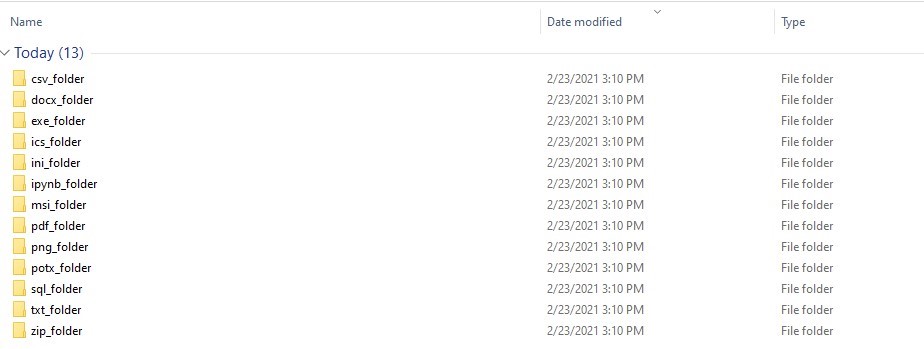 Name Date modified Type
Today (13)
csv_folder 2/23/2021 3:10 PM File folder
docx_folder 2/23/2021 3:10 PM File folder
exe_folder 2/23/2021 3:10 PM File folder
ics_folder 2/23/2021 3:10 PM File folder
ini_folder 2/23/2021 3:10 PM File folder
ipynb_folder 2/23/2021 3:10 PM File folder
msi_folder 2/23/2021 3:10 PM File folder
pdf_folder 2/23/2021 3:10 PM File folder
png_folder 2/23/2021 3:10 PM File folder
potx_folder 2/23/2021 3:10 PM File folder
sql_folder 2/23/2021 3:10 PM File folder
txt_folder 2/23/2021 3:10 PM File folder
zip_folder 2/23/2021 3:10 PM File folder